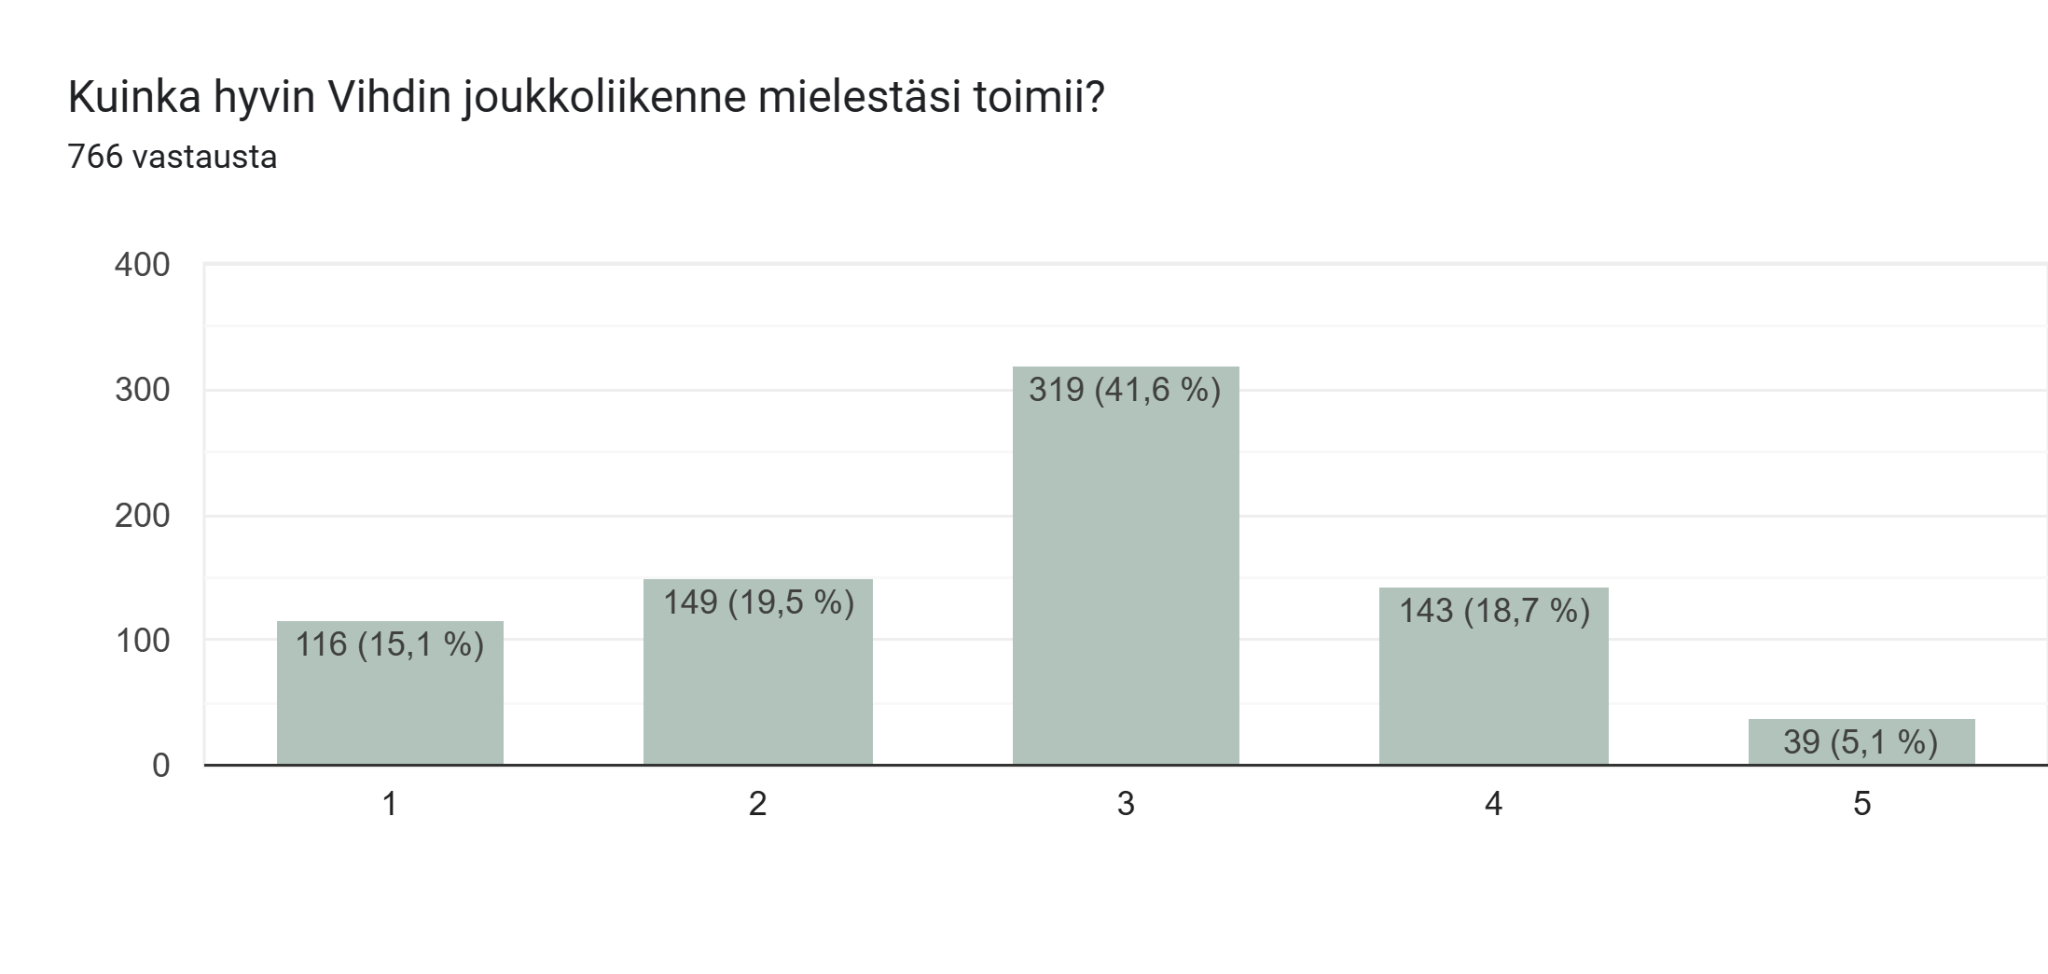 Kuinka hyvin Vihdin joukkoliikenne mielestäsi toimii?
766 vastausta
400
300
200
100
0
116 (15,1 %)
149 (19,5 %)
319 (41,6 %)
143 (18,7 %)
39 (5,1 %)
1
2
3
4
5